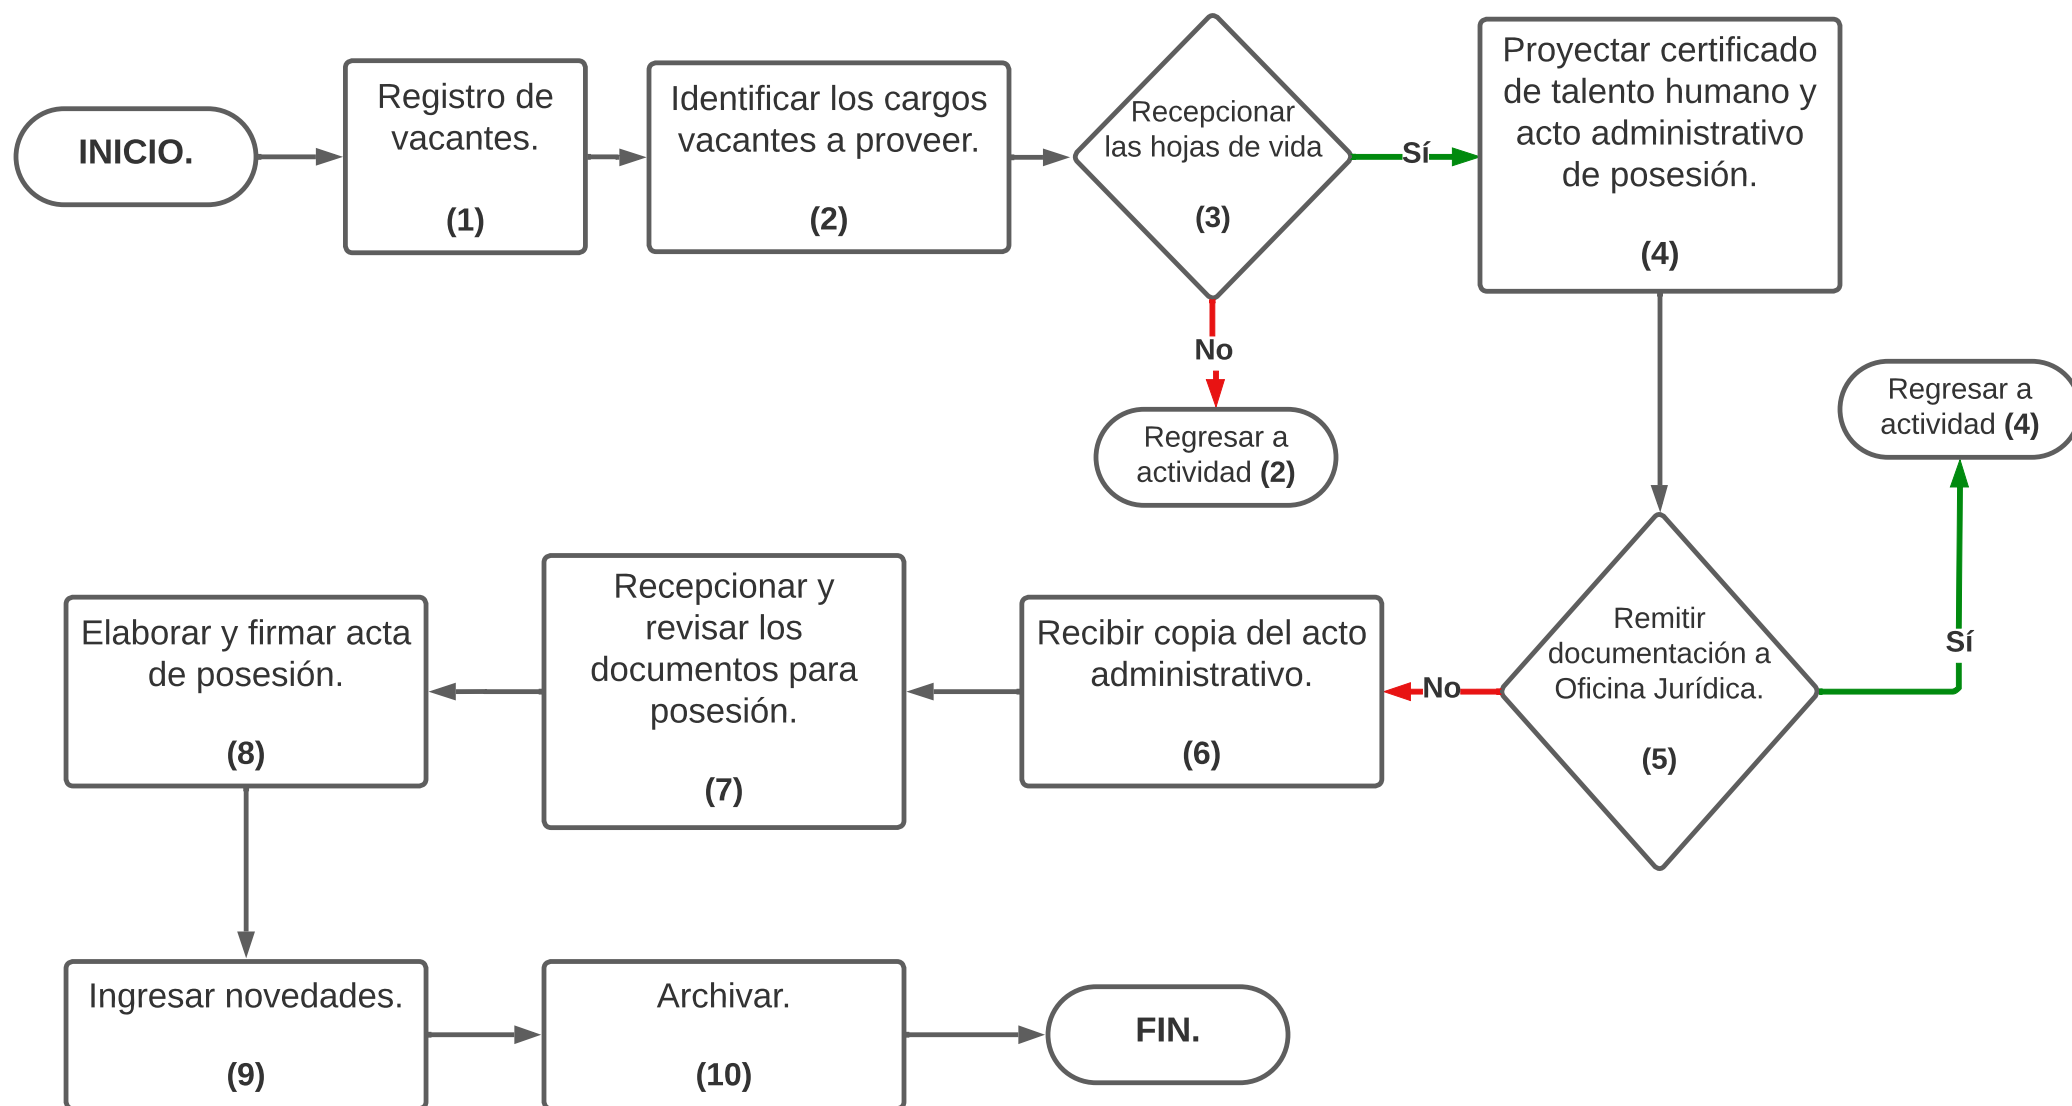 INICIO.
Registro de
vacantes.
(1)
Identificar los cargos
vacantes a proveer.
(2)
Recepcionar
las hojas de vida
(3)
Sí
Proyectar certificado
de talento humano y
acto administrativo
de posesión.
(4)
No
Regresar a
actividad (2)
Regresar a
actividad (4)
Sí
Remitir
documentación a
Oficina Jurídica.
(5)
No
Recibir copia del acto
administrativo.
(6)
Recepcionar y
revisar los
documentos para
posesión.
(7)
Elaborar y firmar acta
de posesión.
(8)
Ingresar novedades.
(9)
Archivar.
(10)
FIN.